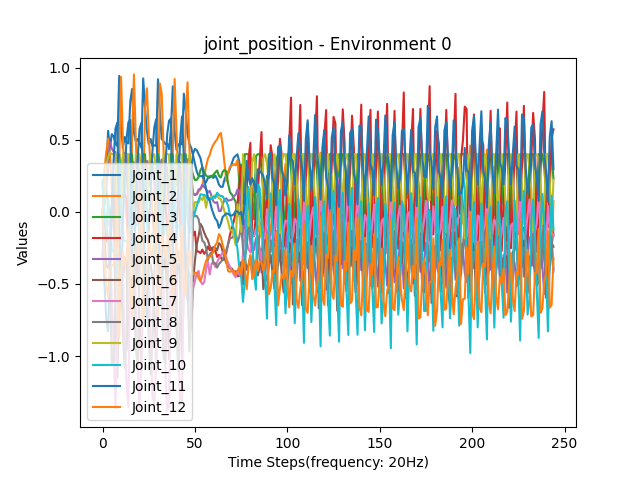 joint_position - Environment 0
1.0
0.5
0.0
−0.5
−1.0
Values
Joint_1
Joint_2
Joint_3
Joint_4
Joint_5
Joint_6
Joint_7
Joint_8
Joint_9
Joint_10
Joint_11
Joint_12
0 50 100 150 200 250
Time Steps(frequency: 20Hz)